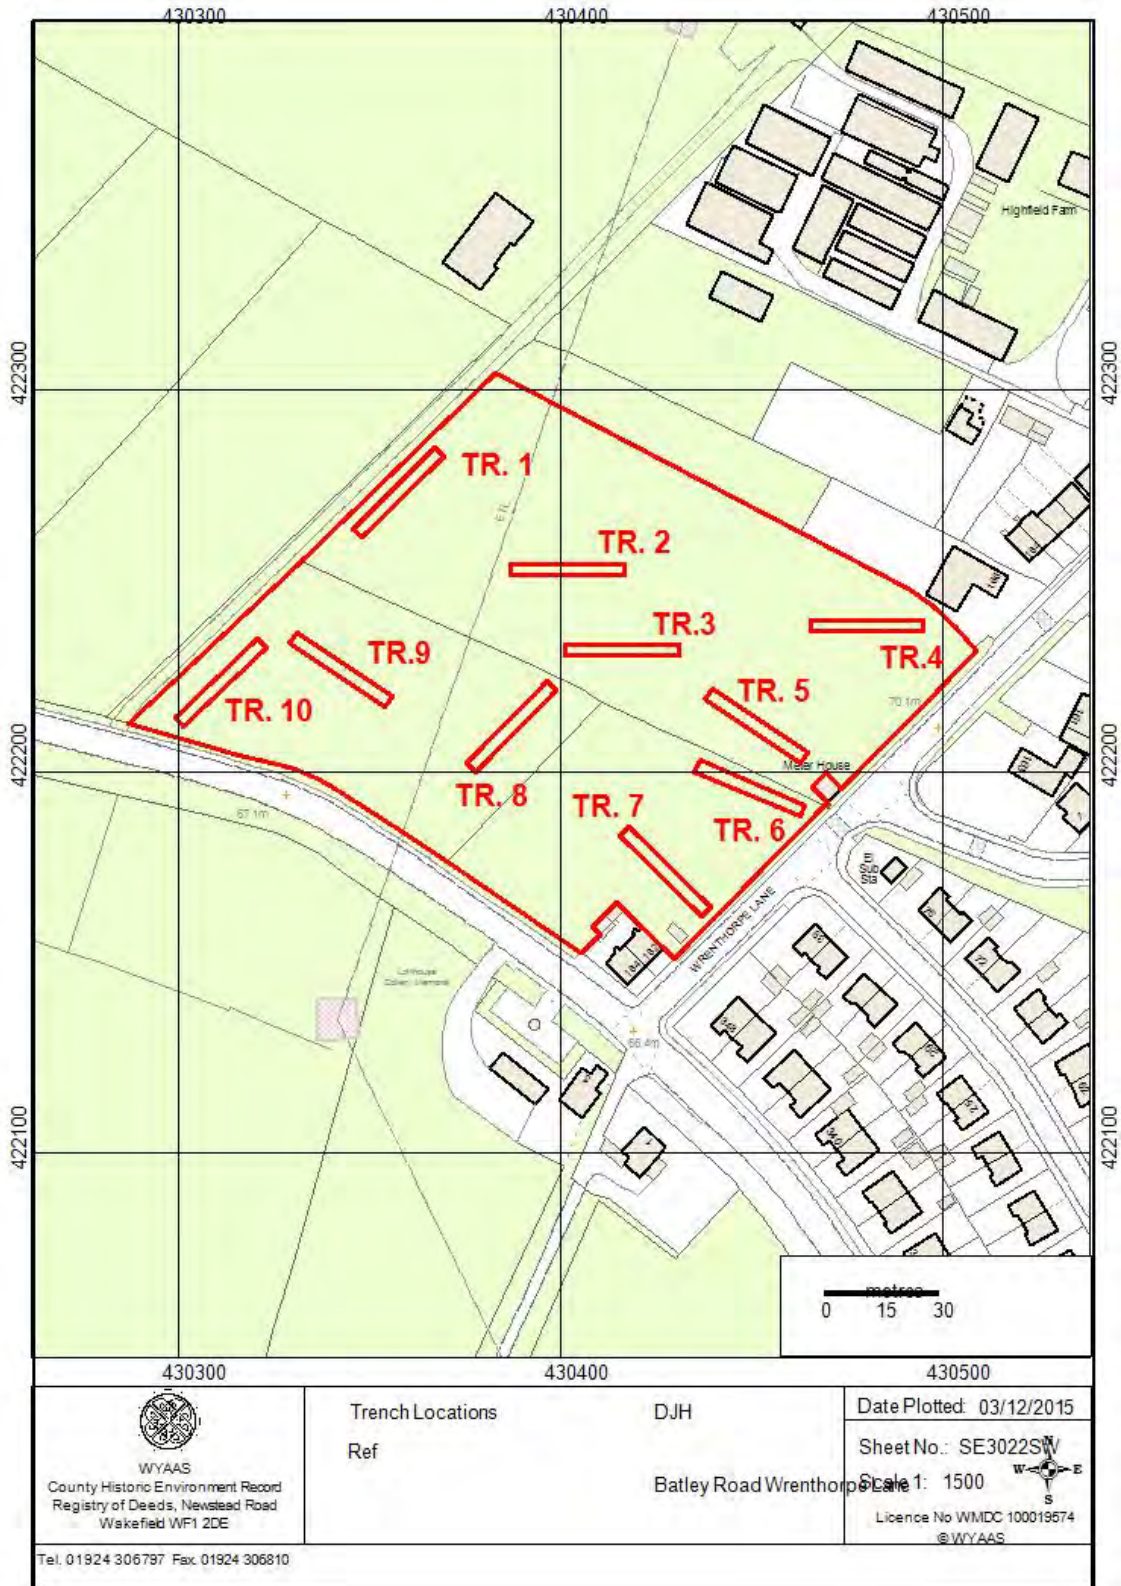 430300
430400
430500
Highfield Farm
422300
422300
TR. 1
ETL
TR. 2
TR.3
TR.4
TR.9
TR. 5
TR. 10
70.1m
422200
422200
Meter House
TR. 8
TR. 7
TR. 6
67.1m
El
Sub
Sta
WRENTHORPE LANE
184
182
66.4m
422100
422100
metres
0 15 30
430300
430400
430500
WYAAS
County Historic Environment Record
Registry of Deeds, Newstead Road
Wakefield WF1 2DE
Trench Locations
DJH
Ref
Batley Road Wrenthorpe Lane
Date Plotted: 03/12/2015
Sheet No.: SE3022SW
Scale 1: 1500
N
W E
S
Licence No WMDC 100019574
© WYAAS
Tel. 01924 306797 Fax. 01924 306810